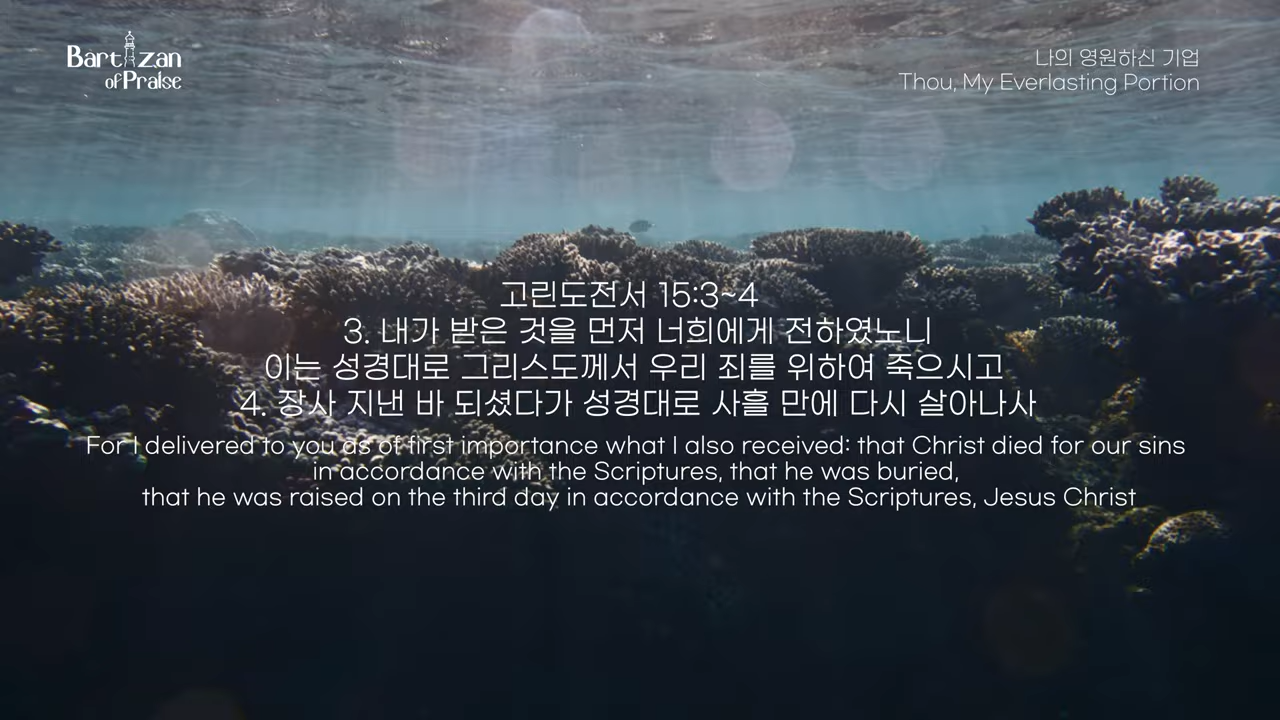 Bartizan
of Praise
나의 영원하신 기업
Thou, My Everlasting Portion
고린도전서 15:3~4
3. 내가 받은 것을 먼저 너희에게 전하였노니
이는 성경대로 그리스도께서 우리 죄를 위하여 죽으시고
4. 장사 지낸 바 되셨다가 성경대로 사흘 만에 다시 살아나사
For I delivered to you as of first importance what I also received: that Christ died for our sins
in accordance with the Scriptures, that he was buried,
that he was raised on the third day in accordance with the Scriptures, Jesus Christ